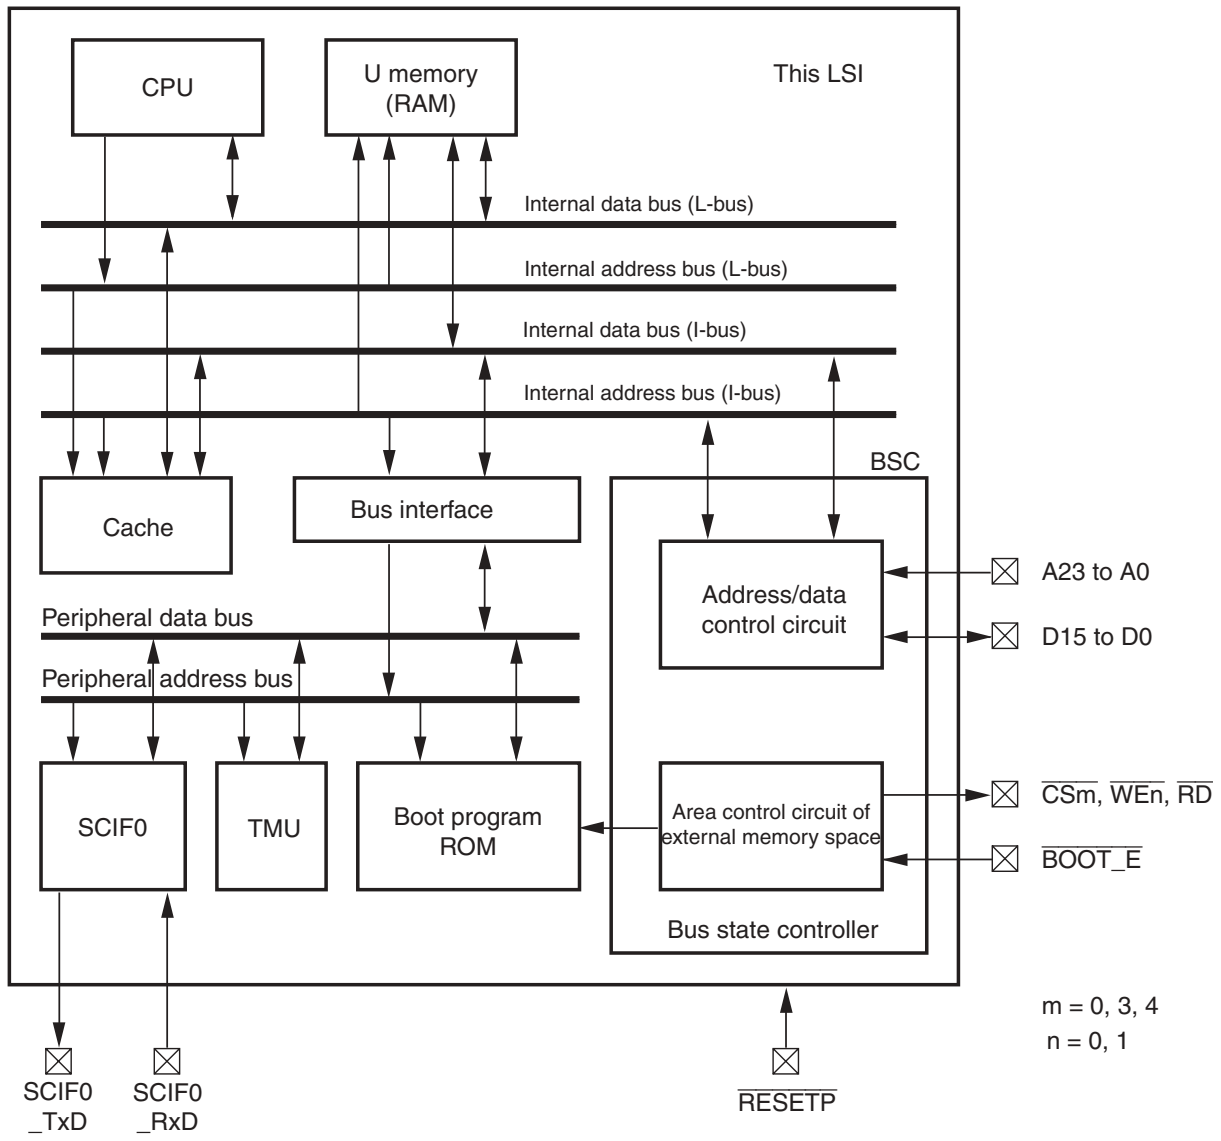 CPU
U memory
(RAM)
This LSI
Internal data bus (L-bus)
Internal address bus (L-bus)
Internal data bus (I-bus)
Internal address bus (I-bus)
BSC
Cache
Bus interface
Address/data
control circuit
A23 to A0
D15 to D0
Peripheral data bus
Peripheral address bus
SCIF0
TMU
Boot program
ROM
Area control circuit of
external memory space
CSm, WEn, RD
BOOT_E
Bus state controller
m = 0, 3, 4
n = 0, 1
SCIF0
_TxD
SCIF0
_RxD
RESETP